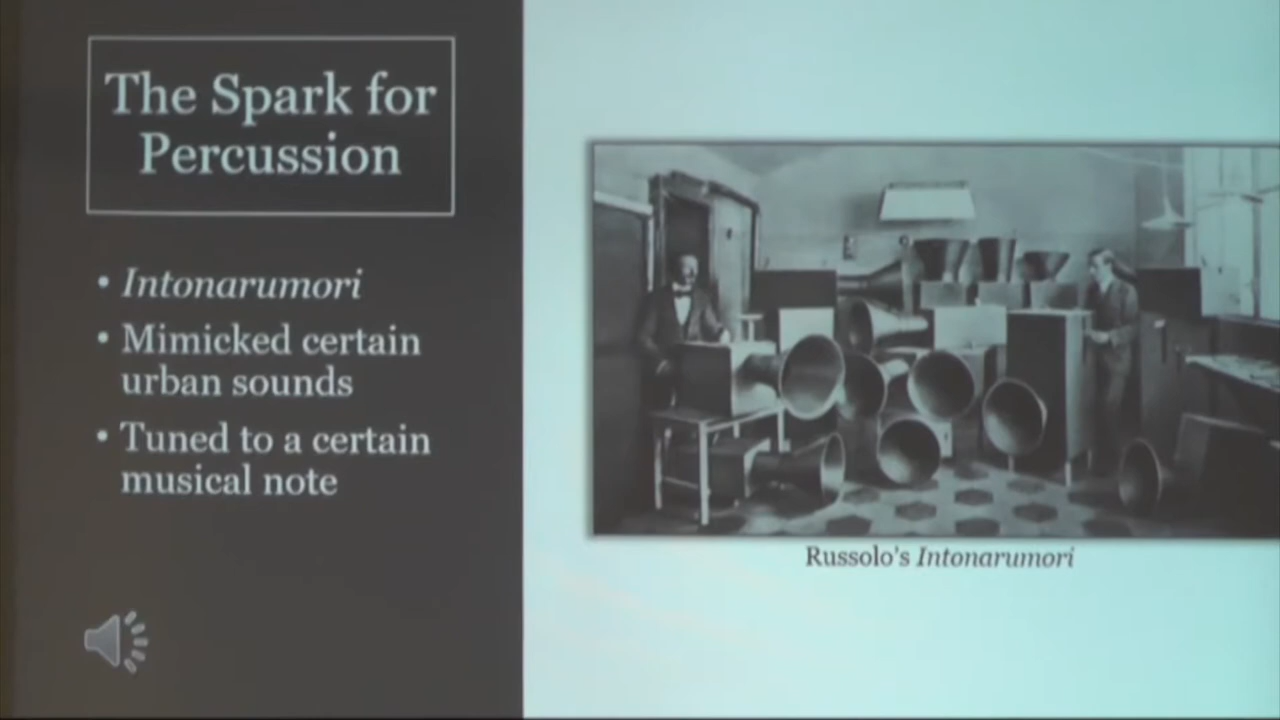 The Spark for
Percussion
• Intonarumori
• Mimicked certain
urban sounds
• Tuned to a certain
musical note
Russolo's Intonarumori